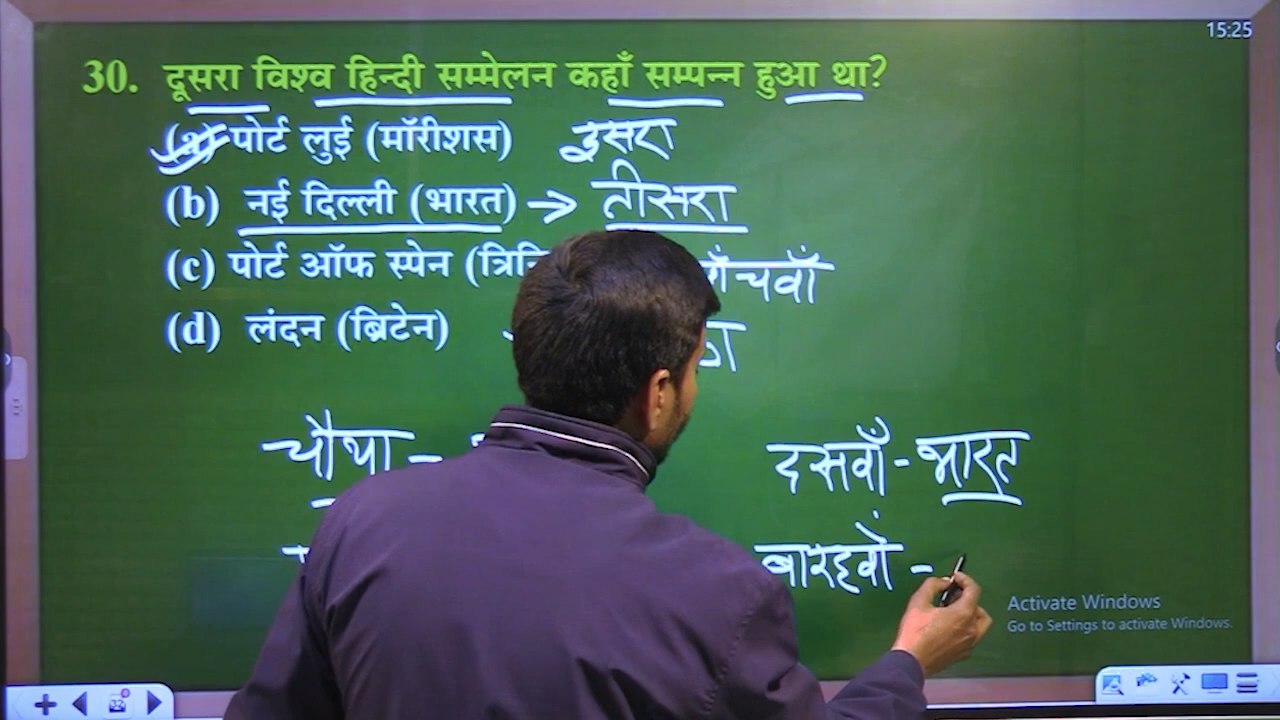 15:25
30. दूसरा विश्व हिन्दी सम्मेलन कहाँ सम्पन्न हुआ था?
(a) पोर्ट लुई (मॉरीशस) दूसरा
(b) नई दिल्ली (भारत) → तीसरा
(c) पोर्ट ऑफ स्पेन (त्रिनि
(d) लंदन (ब्रिटेन)
चौथा - दसवाँ - भारत
बारहवाँ -
Activate Windows
Go to Settings to activate Windows.